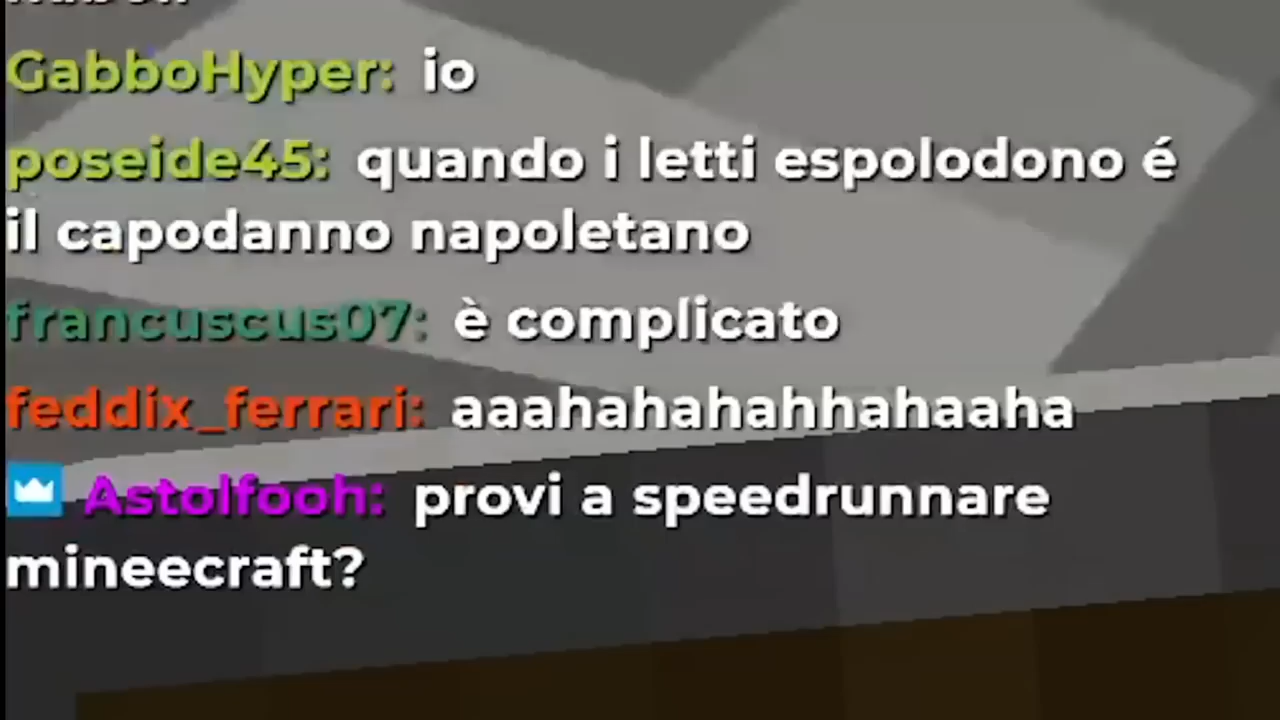 GabboHyper: io
poseide45: quando i letti espolodono é
il capodanno napoletano
francuscus07: è complicato
feddix_ferrari: aaahahahahhahaaha
Astolfooh: provi a speedrunnare
mineecraft?